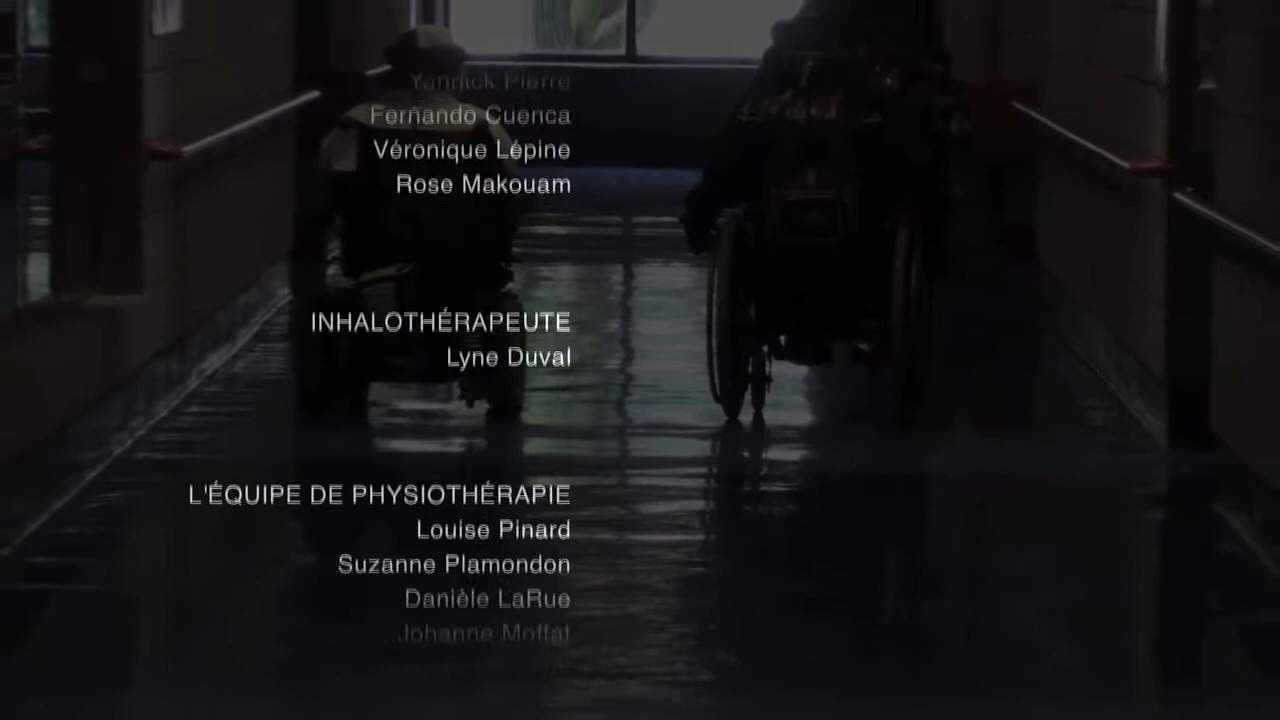 Yannick Pierre
Fernando Cuenca
Véronique Lépine
Rose Makouam
INHALOTHÉRAPEUTE
Lyne Duval
L'ÉQUIPE DE PHYSIOTHÉRAPIE
Louise Pinard
Suzanne Plamondon
Danièle LaRue
Johanne Moffat